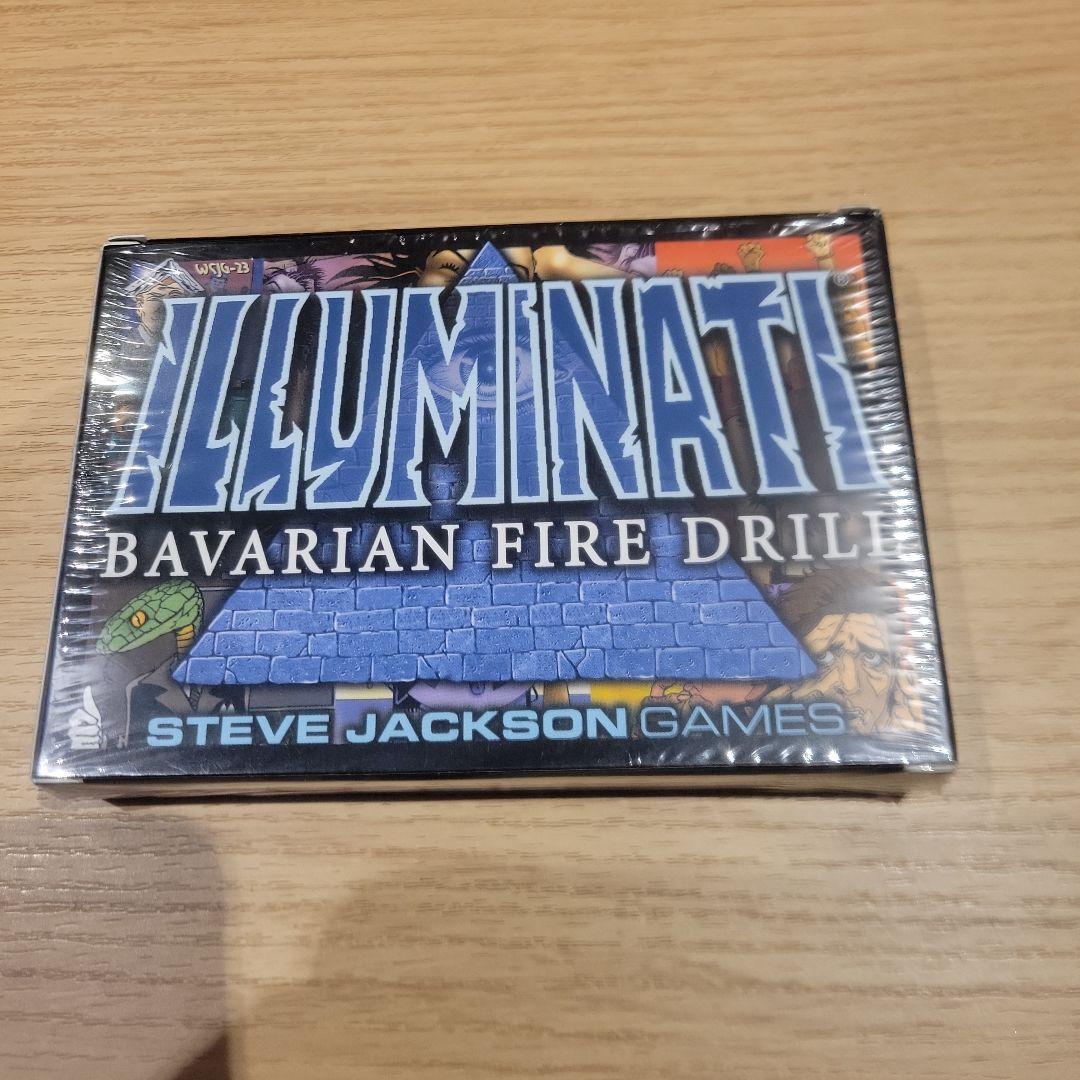 WSJG-23
ILLUMINATI®
BAVARIAN FIRE DRILL
STEVE JACKSON GAMES